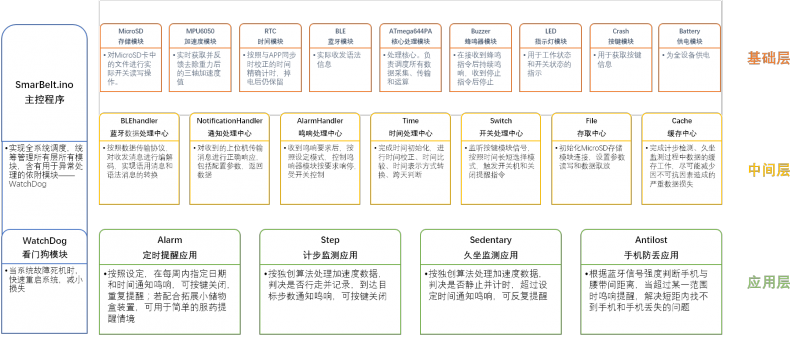 SmarBelt.ino
主控程序
•实现全系统调度，统
筹管理所有层所有模
块，含有用于异常处
理的依附模块——
WatchDog
WatchDog
看门狗模块
•当系统故障死机时，
快速重启系统，减小
损失
MicroSD
存储模块
•对MicroSD卡中
的文件进行实
际开关读写操
作。
MPU6050
加速度模块
•实时获取并反
馈去除重力后
的三轴加速度
值
RTC
时间模块
•按照与APP同步
时校正的时间
精确计时，掉
电后仍保留
BLE
蓝牙模块
•实际收发语法
信息
ATmega644PA
核心处理模块
•处理核心，负
责调度所有数
据采集、传输
和运算
Buzzer
蜂鸣器模块
•在接收到蜂鸣
指令后持续鸣
响，收到停止
指令后停止
LED
指示灯模块
•用于工作状态
和开关状态的
指示
Crash
按键模块
•用于获取按键
信息
Battery
供电模块
•为全设备供电
基础层
BLEhandler
蓝牙数据处理中心
•按照数据传输协议，
对收发消息进行编解
码，实现语用消息和
语法消息的转换
NotificationHandler
通知处理中心
•对收到的上位机传输
消息进行正确响应，
包括配置参数，返回
数据
AlarmHandler
鸣响处理中心
•收到鸣响要求后，按
照设定模式，控制鸣
响器模块按要求响停，
受开关控制
Time
时间处理中心
•完成时间初始化，进
行时间校正、时间比
较、时间表示方式转
换、跨天判断
Switch
开关处理中心
•监听按键模块信号，
按照时间长短选择模
式，触发开关机和关
闭提醒指令
File
存取中心
•初始化MicroSD存储
模块连接，设置参数
读写和数据取放
Cache
缓存中心
•完成计步检测、久坐
监测过程中数据的缓
存工作，尽可能减少
因不可抗因素造成的
严重数据损失
中间层
Alarm
定时提醒应用
•按照设定，在每周内指定日期
和时间通知鸣响，可按键关闭，
重复提醒；若配合拓展小储物
盒装置，可用于简单的服药提
醒情境
Step
计步监测应用
•按独创算法处理加速度数据，
判决是否行走并记录，到达目
标步数通知鸣响，可按键关闭
Sedentary
久坐监测应用
•按独创算法处理加速度数据，
判决是否静止并计时，超过设
定时间通知鸣响，可反复提醒
Antilost
手机防丢应用
•根据蓝牙信号强度判断手机与
腰带间距离，当超过某一范围
时鸣响提醒，解决短距内找不
到手机和手机丢失的问题
应用层